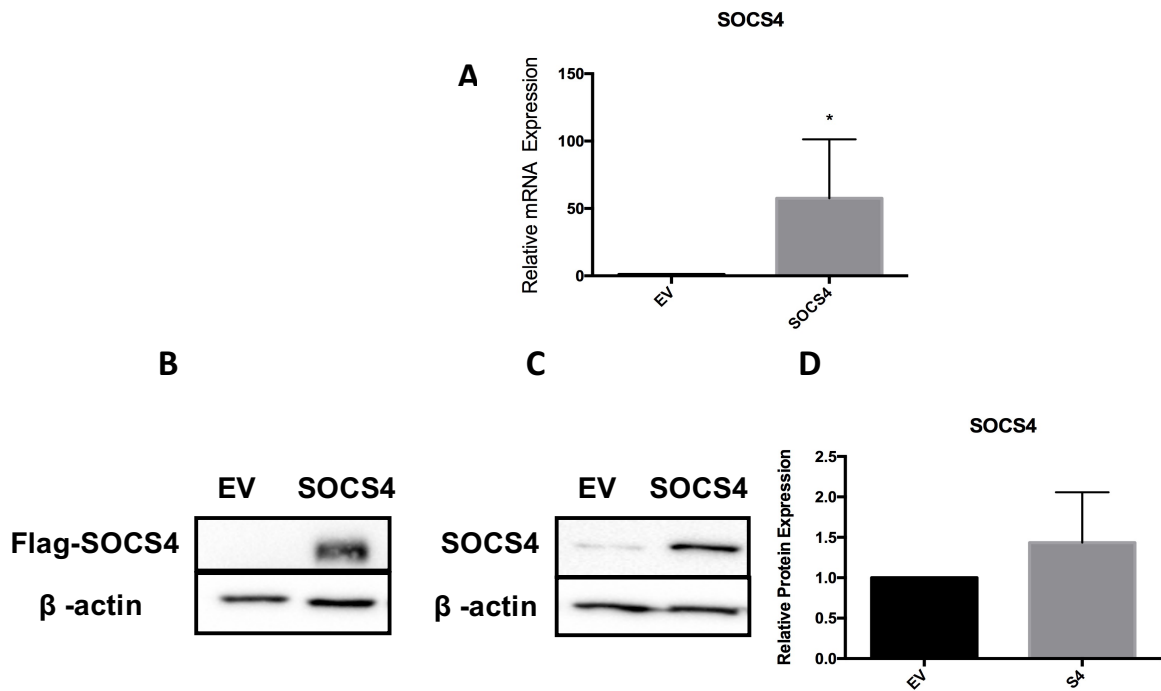 SOCS4
A
Relative mRNA Expression
150
100
50
0
*
EV
SOCS4
B
EV SOCS4
Flag-SOCS4
β -actin
C
EV SOCS4
SOCS4
β -actin
D
SOCS4
Relative Protein Expression
2.5
2.0
1.5
1.0
0.5
0.0
EV
S4